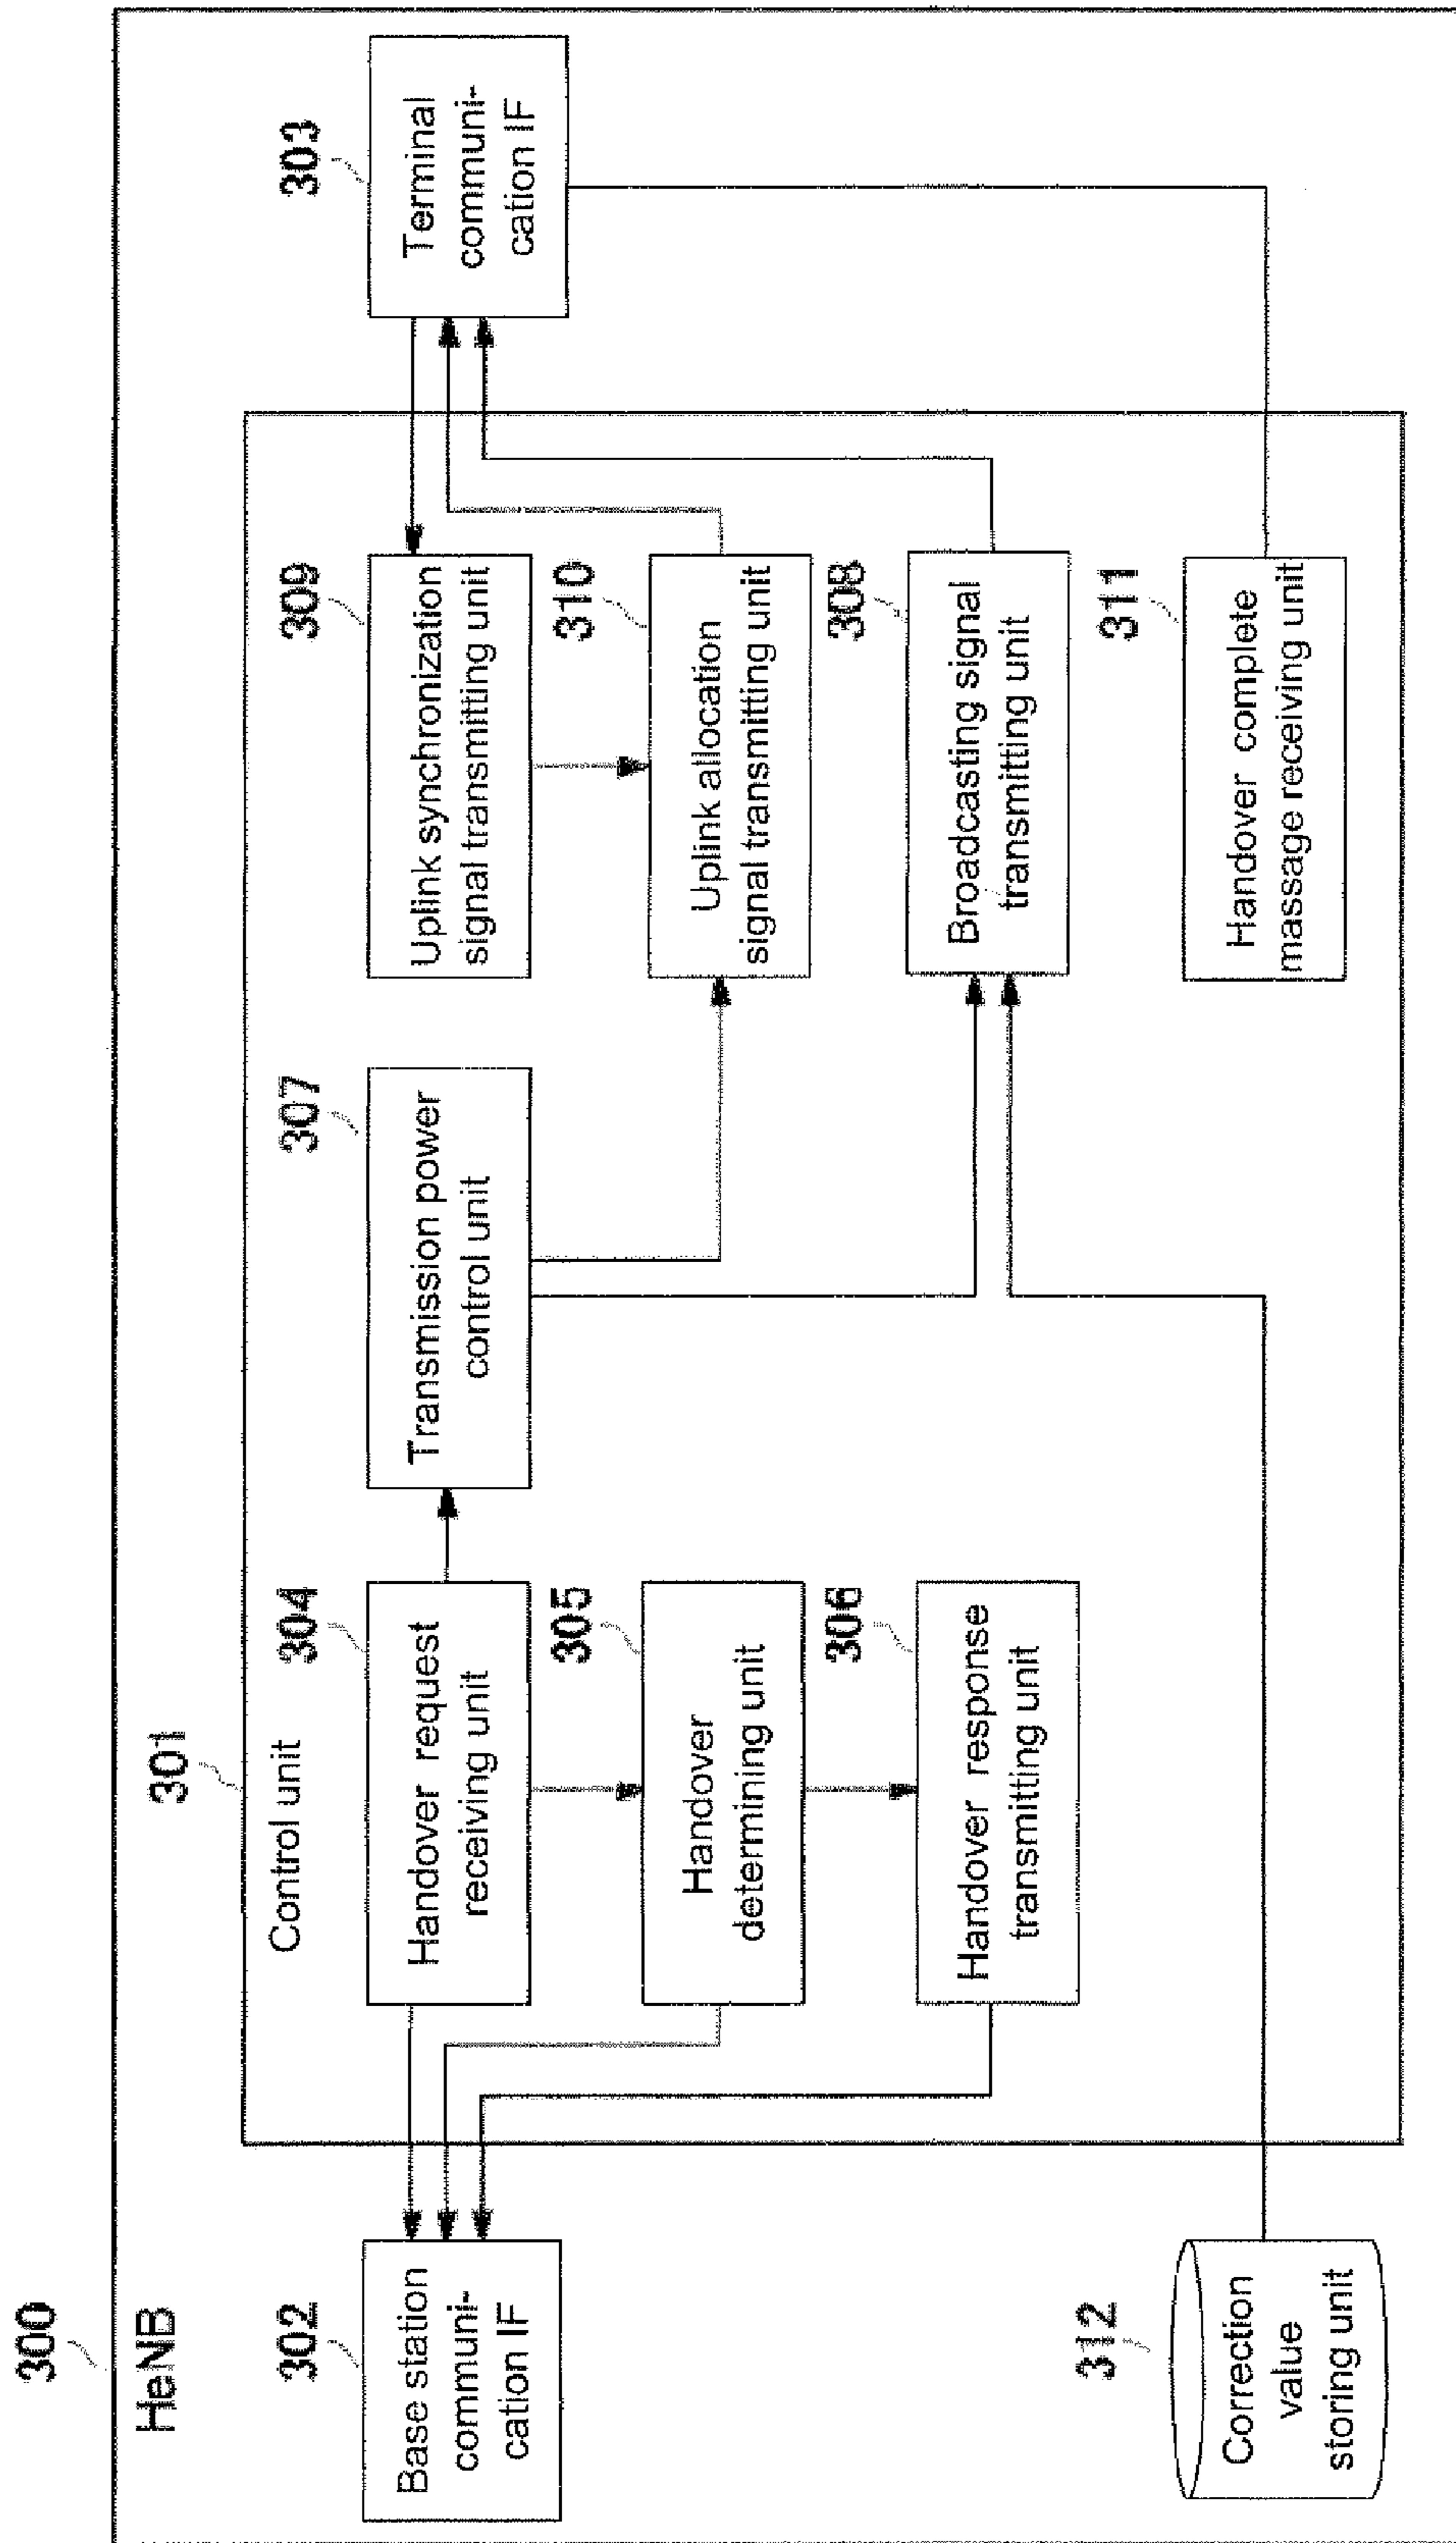 300
HeNB
301
Control unit
302
Base station
communi-
cation IF
304
Handover request
receiving unit
305
Handover
determining unit
306
Handover response
transmitting unit
307
Transmission power
control unit
309
Uplink synchronization
signal transmitting unit
310
Uplink allocation
signal transmitting unit
308
Broadcasting signal
transmitting unit
311
Handover complete
massage receiving unit
303
Terminal
communi-
cation IF
312
Correction
value
storing unit